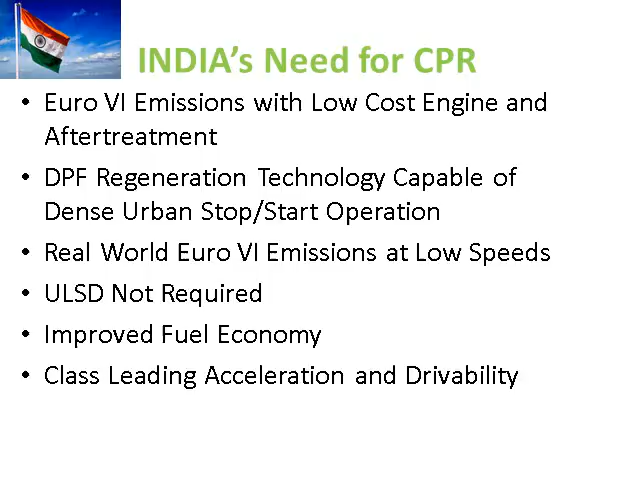 INDIA's Need for CPR
• Euro VI Emissions with Low Cost Engine and
Aftertreatment
• DPF Regeneration Technology Capable of
Dense Urban Stop/Start Operation
• Real World Euro VI Emissions at Low Speeds
• ULSD Not Required
• Improved Fuel Economy
• Class Leading Acceleration and Drivability